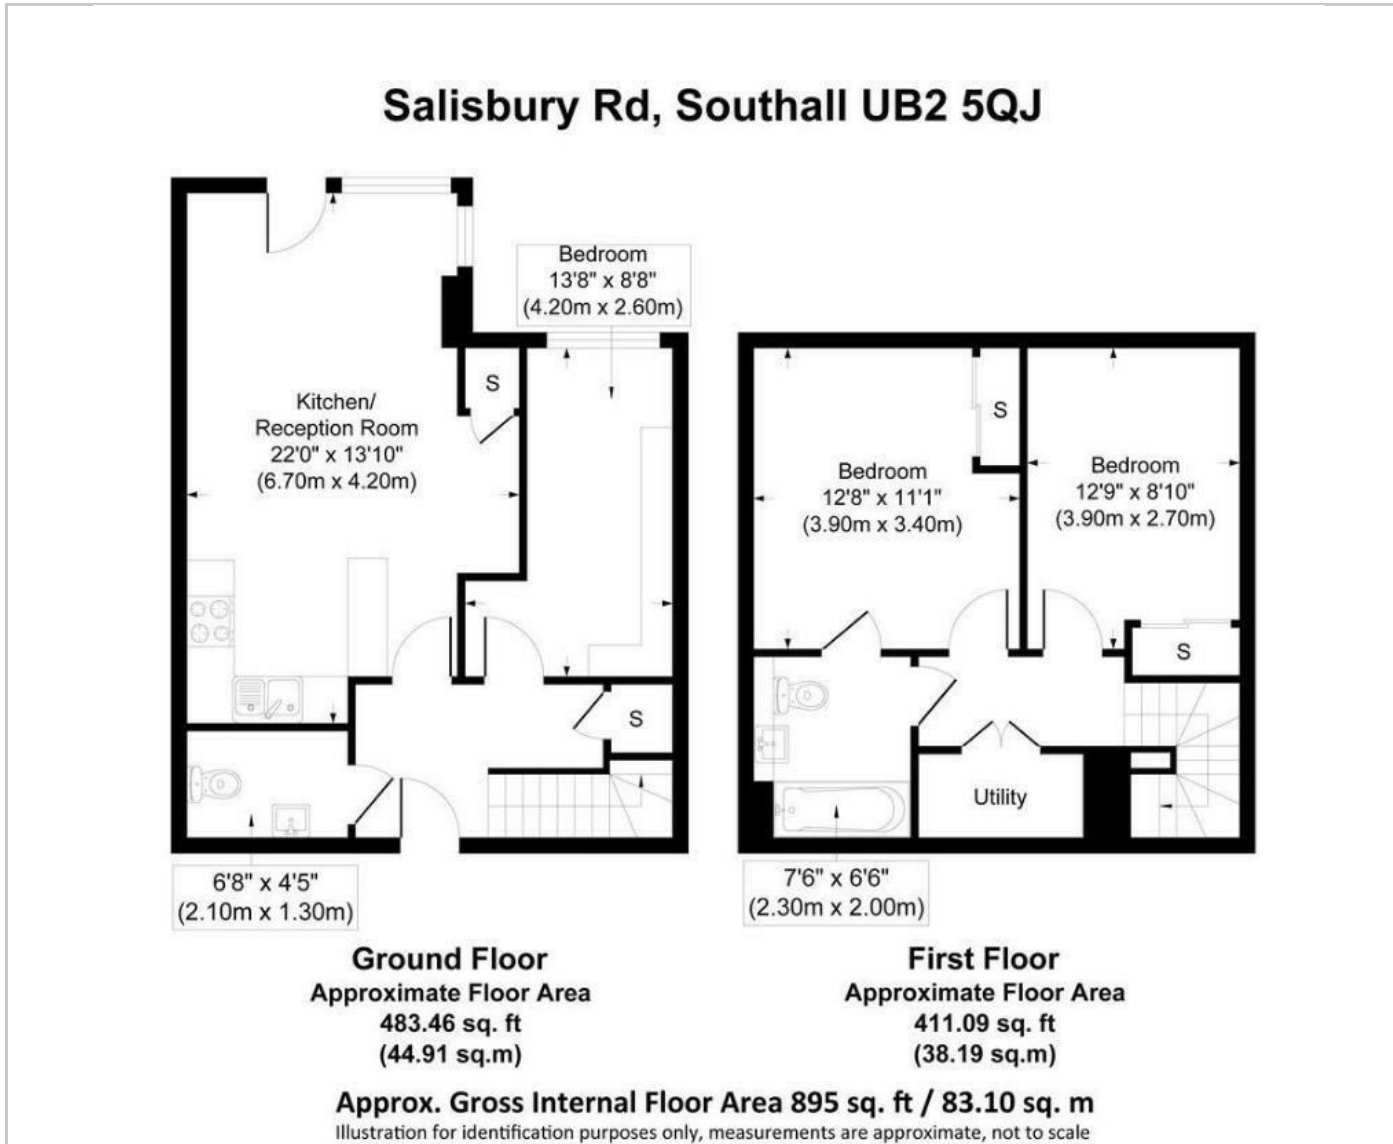 Salisbury Rd, Southall UB2 5QJ
Bedroom
13'8" x 8'8"
(4.20m x 2.60m)
S
Kitchen/
Reception Room
22'0" x 13'10"
(6.70m x 4.20m)
S
6'8" x 4'5"
(2.10m x 1.30m)
Ground Floor
Approximate Floor Area
483.46 sq. ft
(44.91 sq.m)
S
Bedroom
12'8" x 11'1"
(3.90m x 3.40m)
Bedroom
12'9" x 8'10"
(3.90m x 2.70m)
S
Utility
7'6" x 6'6"
(2.30m x 2.00m)
First Floor
Approximate Floor Area
411.09 sq. ft
(38.19 sq.m)
Approx. Gross Internal Floor Area 895 sq. ft / 83.10 sq. m
Illustration for identification purposes only, measurements are approximate, not to scale